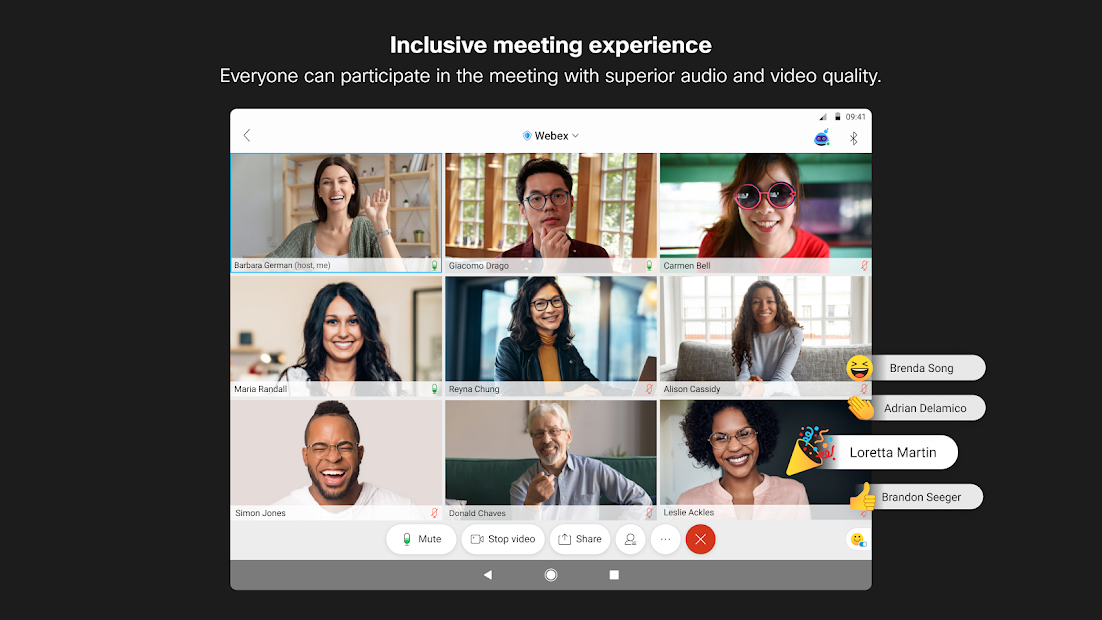 Inclusive meeting experience
Everyone can participate in the meeting with superior audio and video quality.
09:41
Webex
Barbara German (host, me)
Giacomo Drago
Carmen Bell
Maria Randall
Reyna Chung
Alison Cassidy
Brenda Song
Adrian Delamico
Loretta Martin
Brandon Seeger
Simon Jones
Donald Chaves
Leslie Ackles
Mute
Stop video
Share